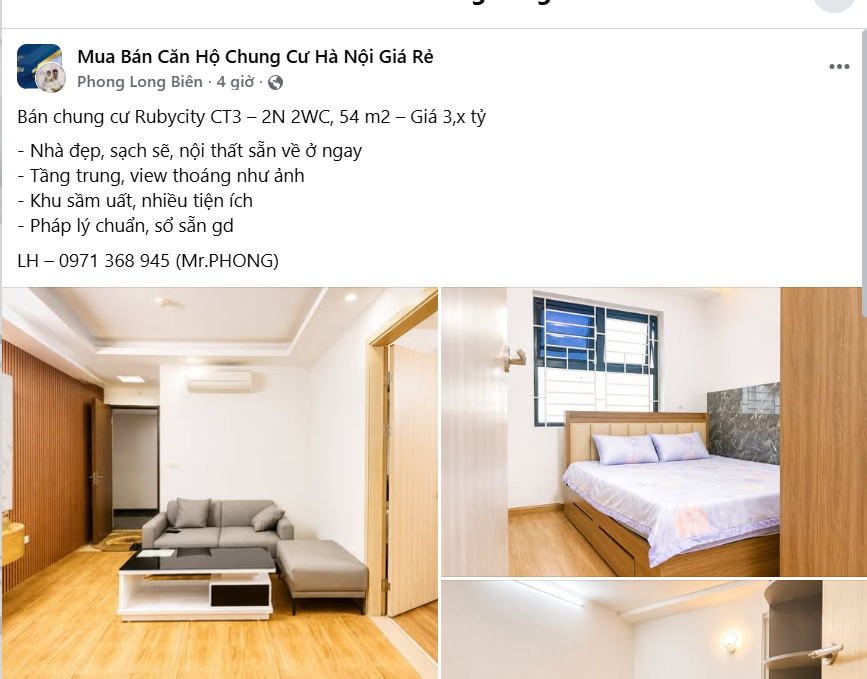 Mua Bán Căn Hộ Chung Cư Hà Nội Giá Rẻ
Phong Long Biên · 4 giờ ·
Bán chung cư Rubycity CT3 – 2N 2WC, 54 m2 – Giá 3,x tỷ
- Nhà đẹp, sạch sẽ, nội thất sẵn về ở ngay
- Tầng trung, view thoáng như ảnh
- Khu sầm uất, nhiều tiện ích
- Pháp lý chuẩn, sổ sẵn gd
LH – 0971 368 945 (Mr.PHONG)